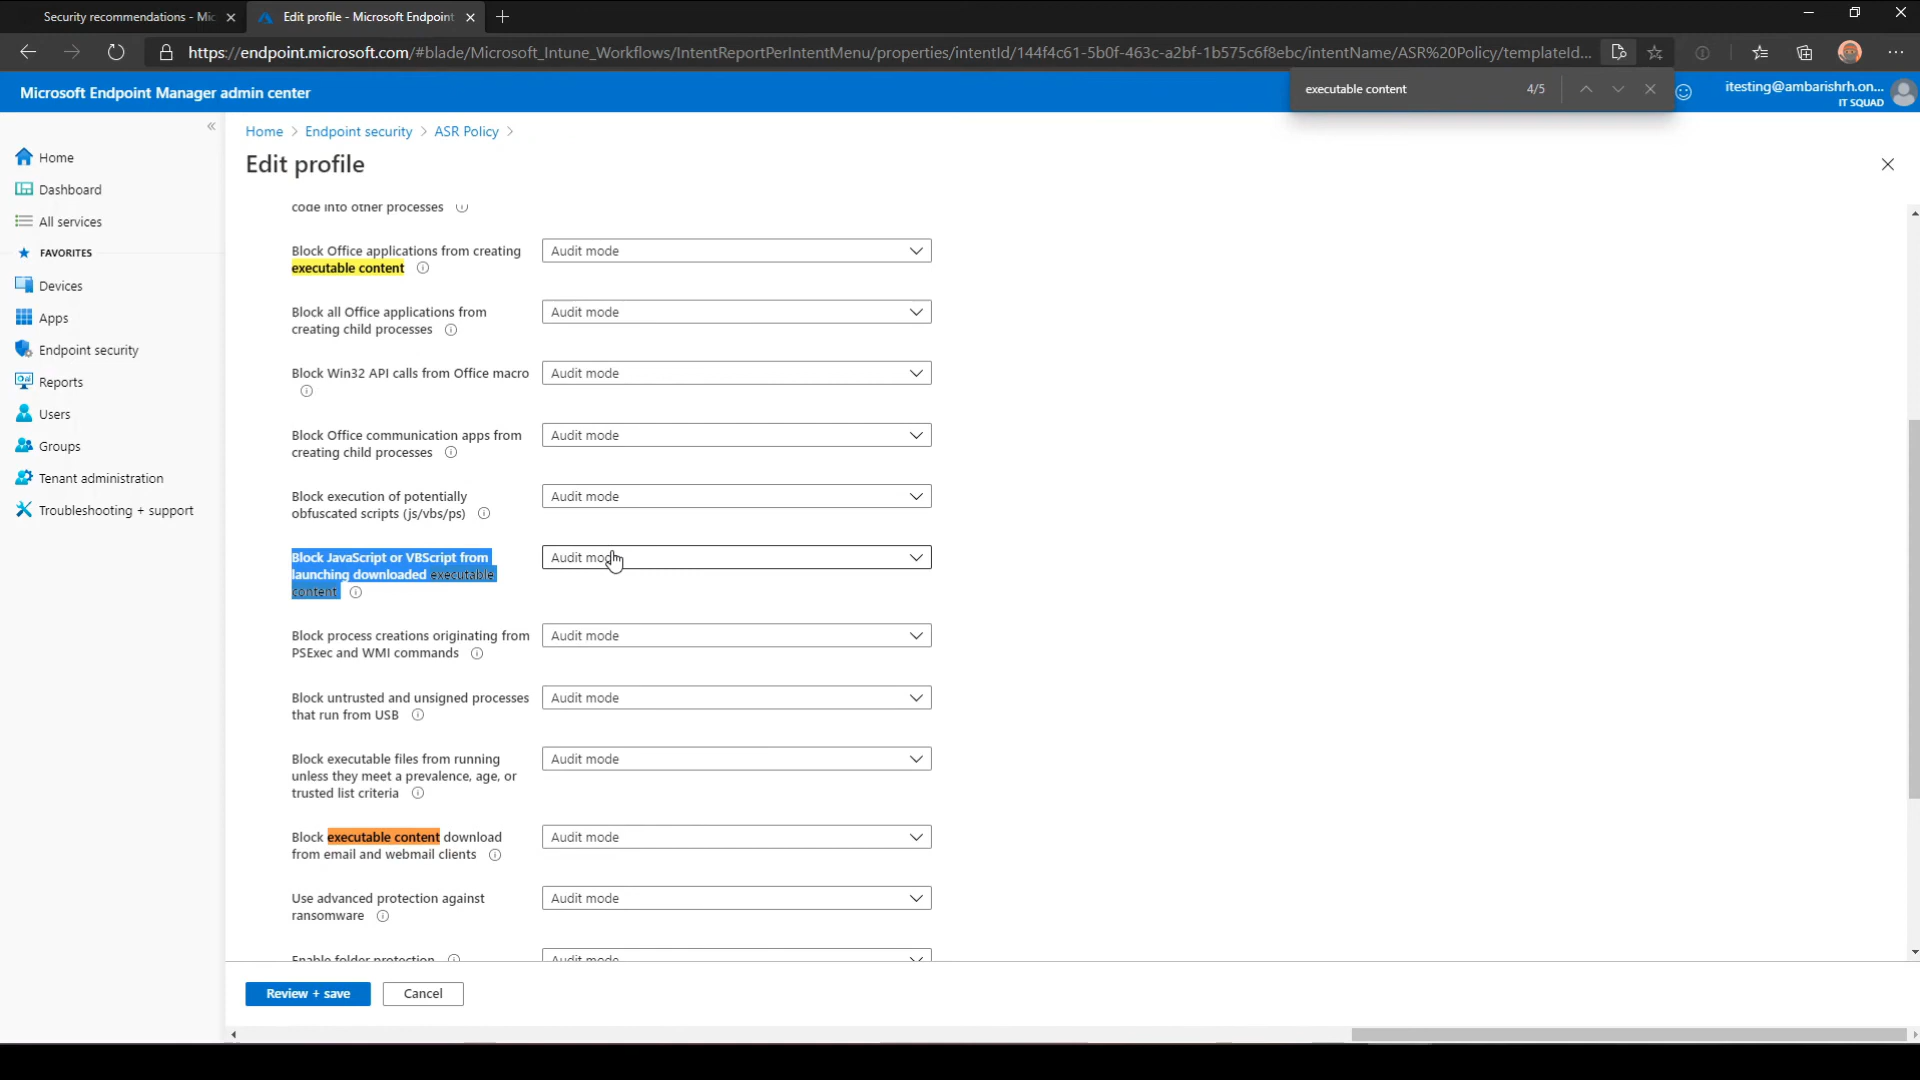 Security recommendations - Mic
Edit profile - Microsoft Endpoint
https://endpoint.microsoft.com/#blade/Microsoft_Intune_Workflows/IntentReportPerIntentMenu/properties/intentId/144f4c61-5b0f-463c-a2bf-1b575c6f8ebc/intentName/ASR%20Policy/templateId...
Microsoft Endpoint Manager admin center
executable content 4/5
itesting@ambarishrh.on...
IT SQUAD
Home > Endpoint security > ASR Policy >
Edit profile
Home
Dashboard
All services
FAVORITES
Devices
Apps
Endpoint security
Reports
Users
Groups
Tenant administration
Troubleshooting + support
code into other processes
Block Office applications from creating
executable content
Audit mode
Block all Office applications from
creating child processes
Audit mode
Block Win32 API calls from Office macro
Audit mode
Block Office communication apps from
creating child processes
Audit mode
Block execution of potentially
obfuscated scripts (js/vbs/ps)
Audit mode
Block JavaScript or VBScript from
launching downloaded executable
content
Audit mode
Block process creations originating from
PSExec and WMI commands
Audit mode
Block untrusted and unsigned processes
that run from USB
Audit mode
Block executable files from running
unless they meet a prevalence, age, or
trusted list criteria
Audit mode
Block executable content download
from email and webmail clients
Audit mode
Use advanced protection against
ransomware
Audit mode
Enable folder protection
Audit mode
Review + save
Cancel